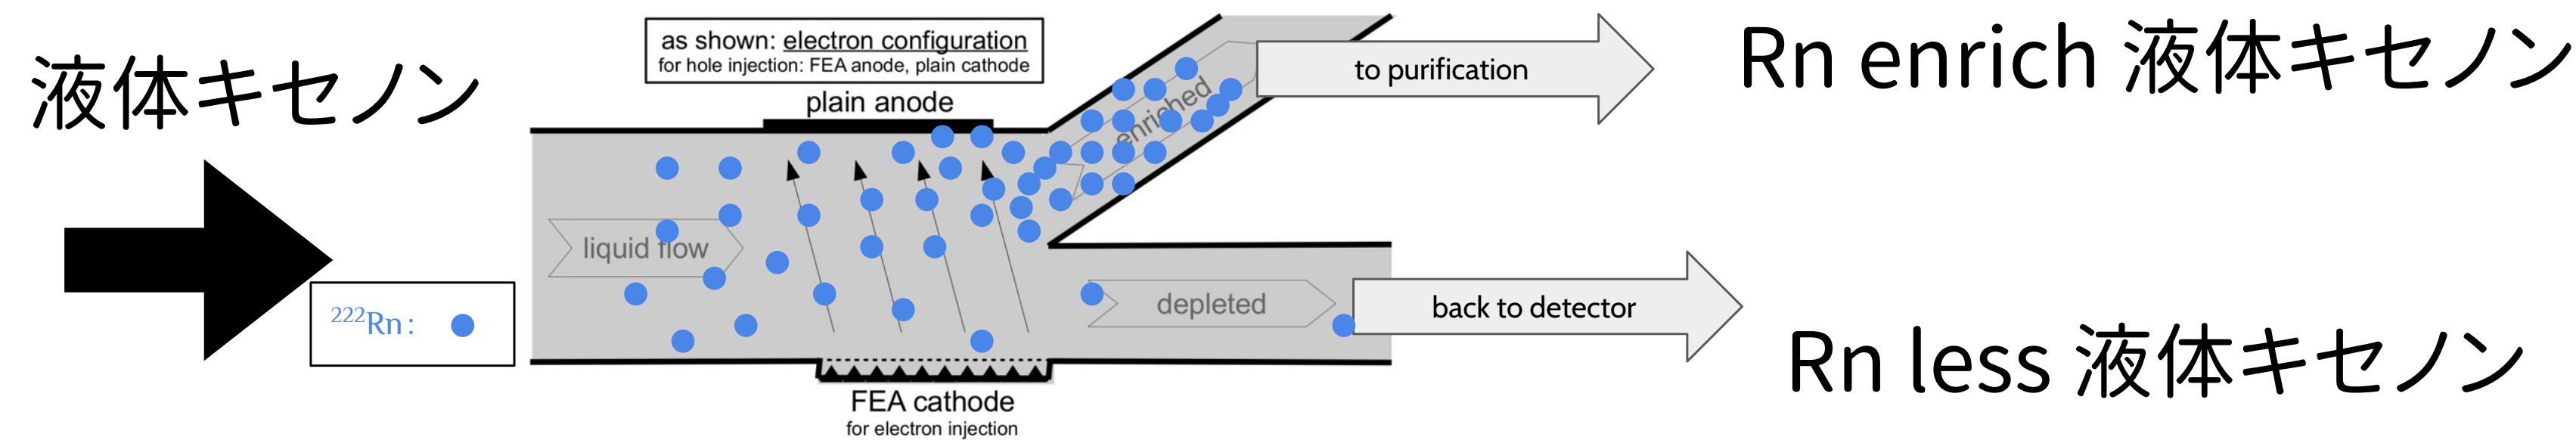 液体キセノン
as shown: electron configuration
for hole injection: FEA anode, plain cathode
plain anode
enriched
to purification
Rn enrich 液体キセノン
liquid flow
²²²Rn:
depleted
back to detector
Rn less 液体キセノン
FEA cathode
for electron injection